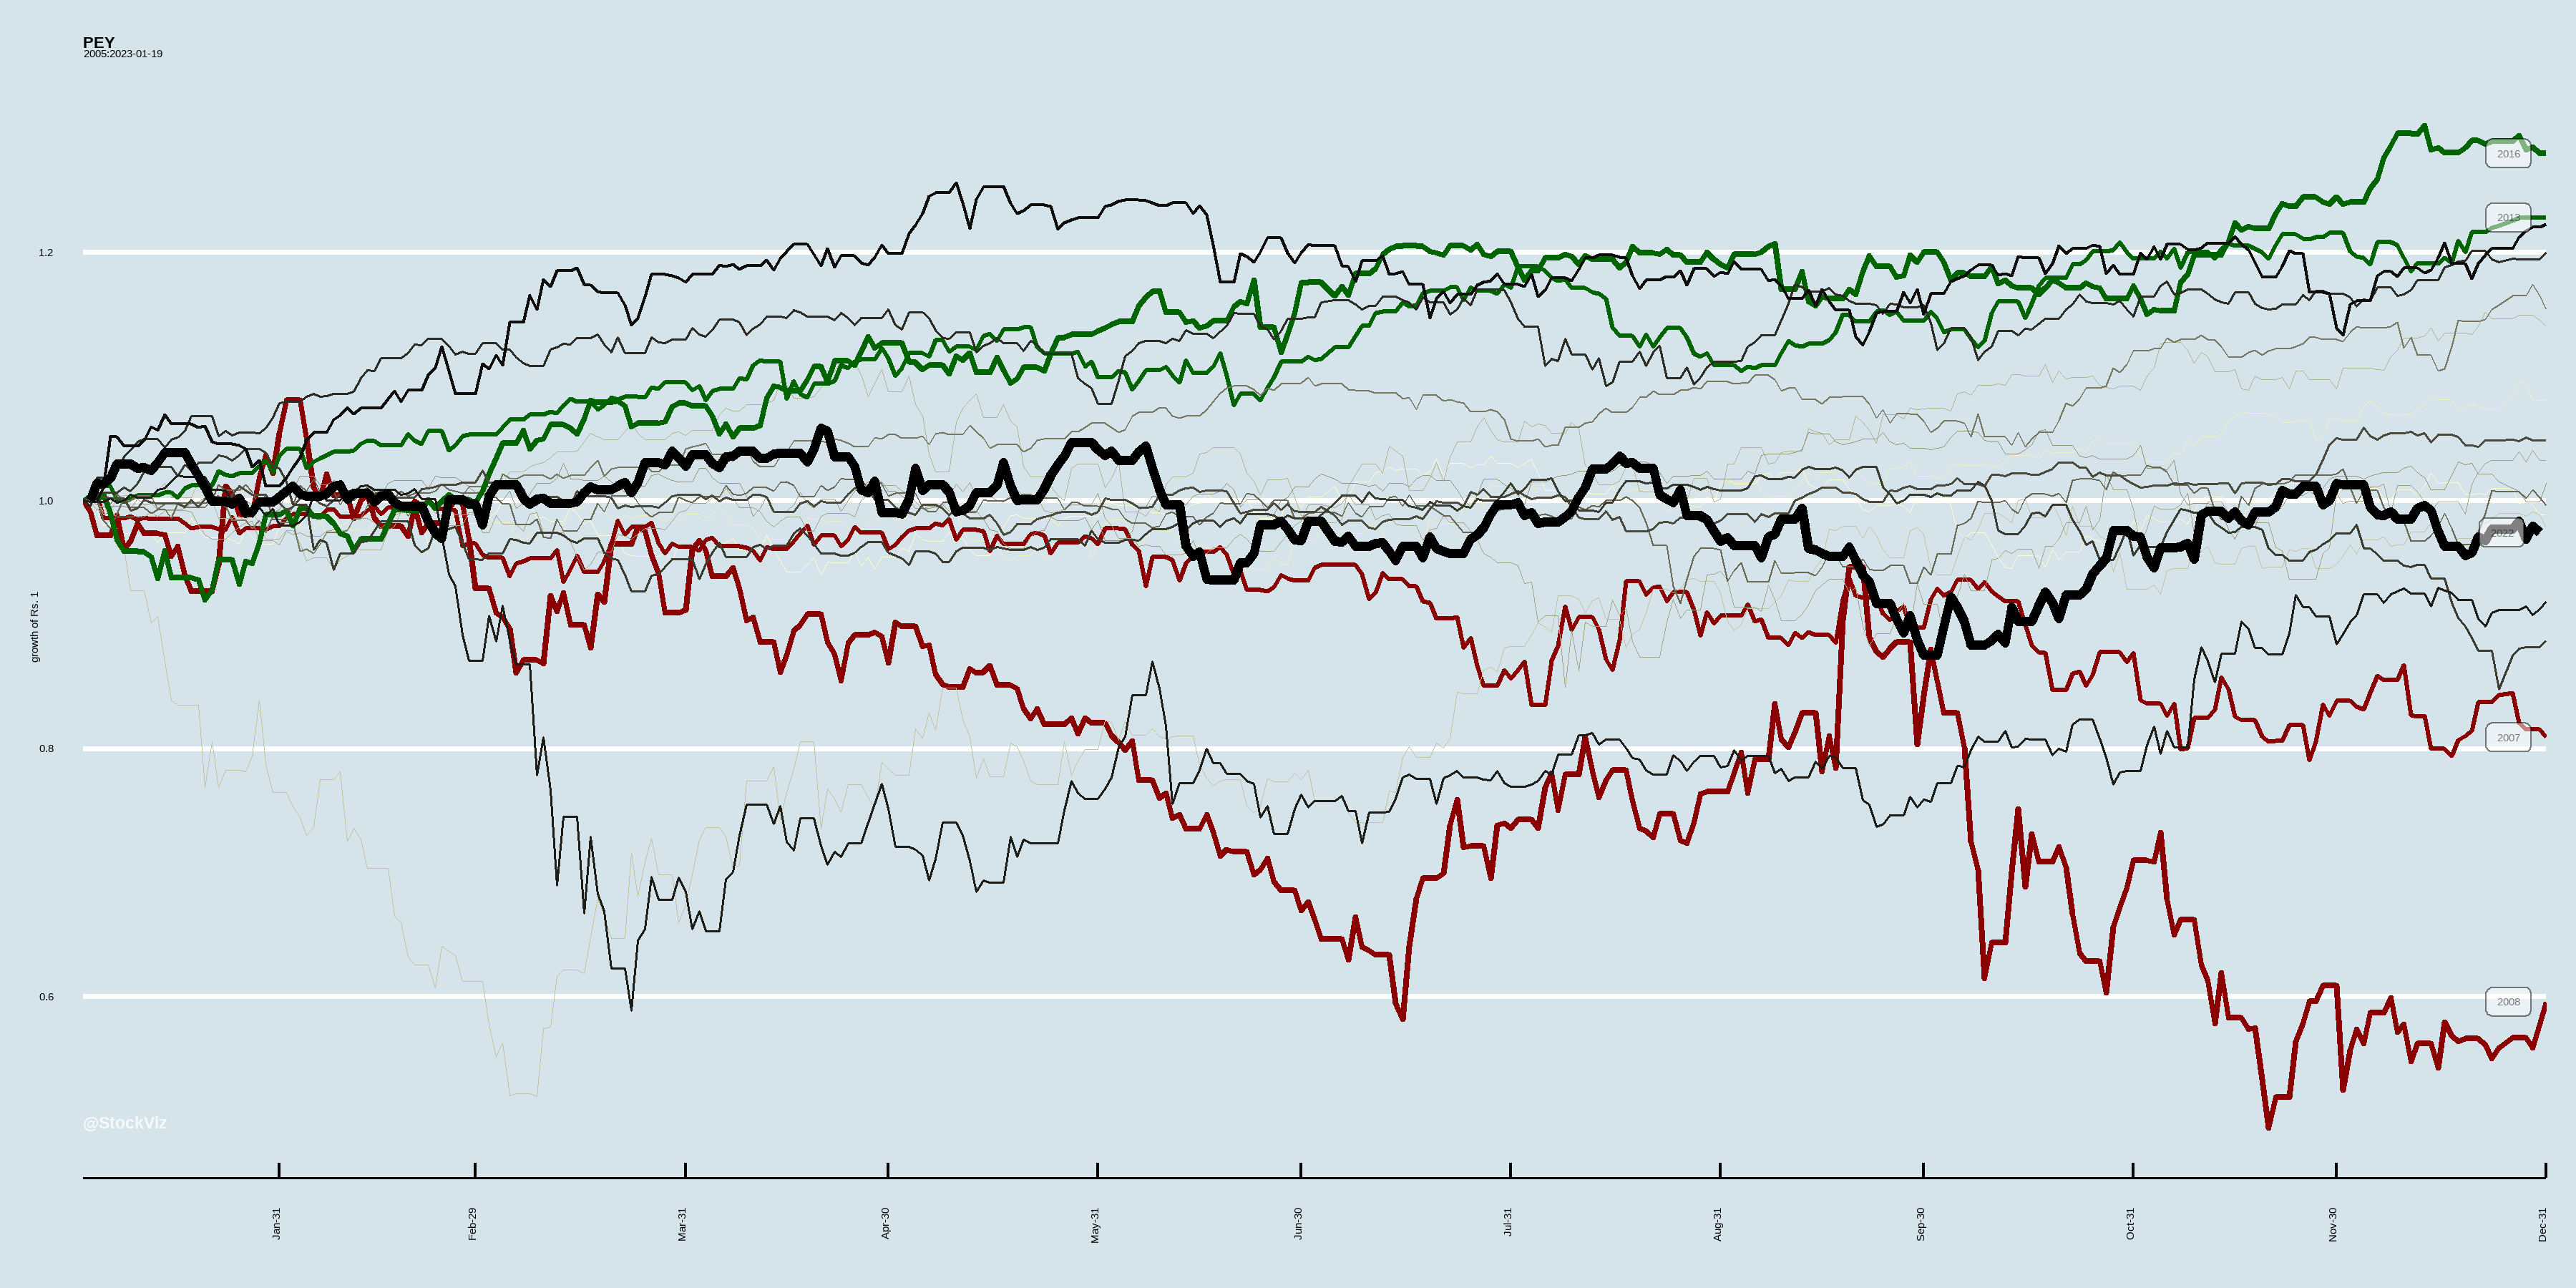 PEY
2005:2023-01-19
2016
2013
1.2
1.0
2022
growth of Rs. 1
0.8
2007
0.6
2008
@StockViz
Jan-31
Feb-29
Mar-31
Apr-30
May-31
Jun-30
Jul-31
Aug-31
Sep-30
Oct-31
Nov-30
Dec-31